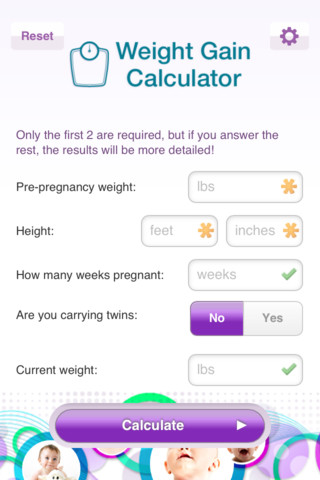 Reset
Weight Gain
Calculator
Only the first 2 are required, but if you answer the
rest, the results will be more detailed!
Pre-pregnancy weight: lbs
Height: feet inches
How many weeks pregnant: weeks
Are you carrying twins: No Yes
Current weight: lbs
Calculate